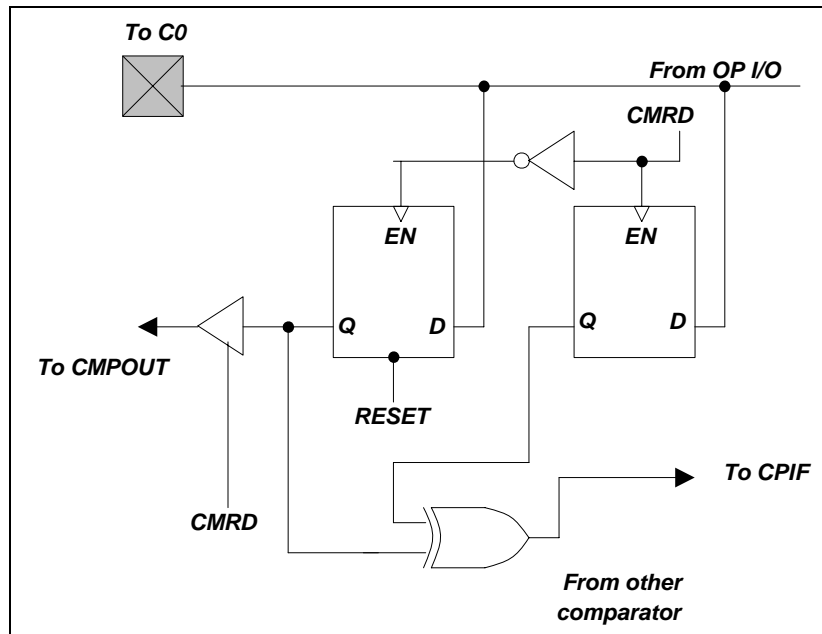 To C0
From OP I/O
CMRD
EN
EN
Q
D
Q
D
To CMPOUT
RESET
To CPIF
CMRD
From other
comparator